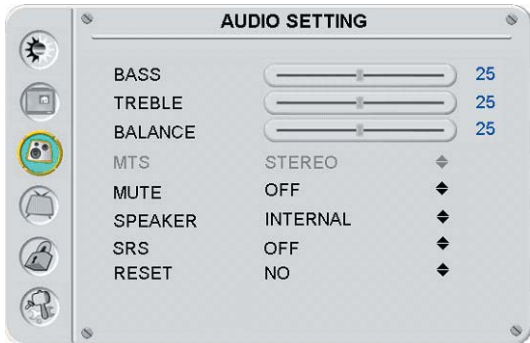 AUDIO SETTING
BASS 25
TREBLE 25
BALANCE 25
MTS STEREO
MUTE OFF
SPEAKER INTERNAL
SRS OFF
RESET NO